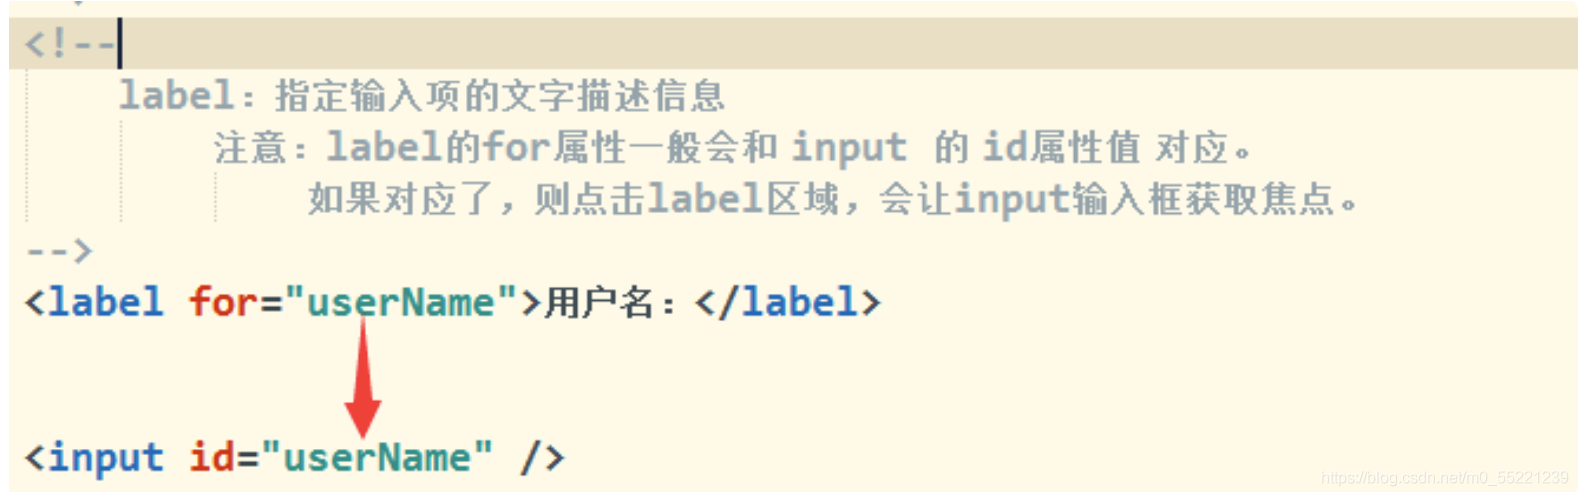 <!--
label：指定输入项的文字描述信息
注意：label的for属性一般会和 input 的 id属性值 对应。
如果对应了，则点击label区域，会让input输入框获取焦点。
-->
<label for="userName">用户名：</label>
<input id="userName" />
https://blog.csdn.net/m0_55221239